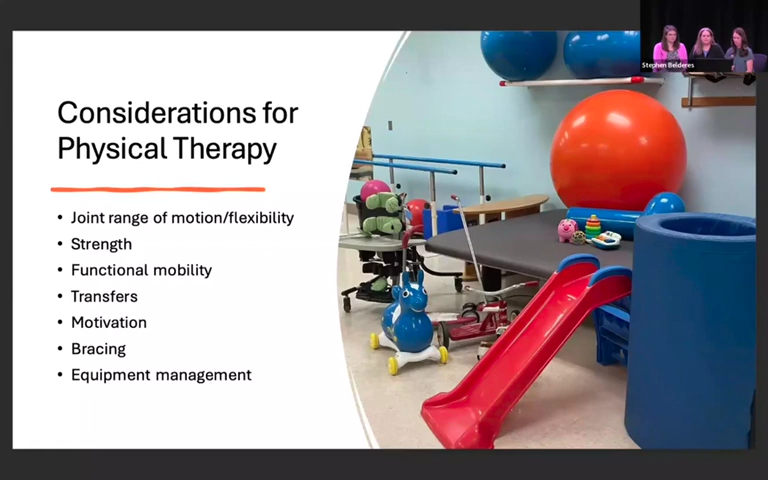 Stephen Belderes
Considerations for
Physical Therapy
• Joint range of motion/flexibility
• Strength
• Functional mobility
• Transfers
• Motivation
• Bracing
• Equipment management